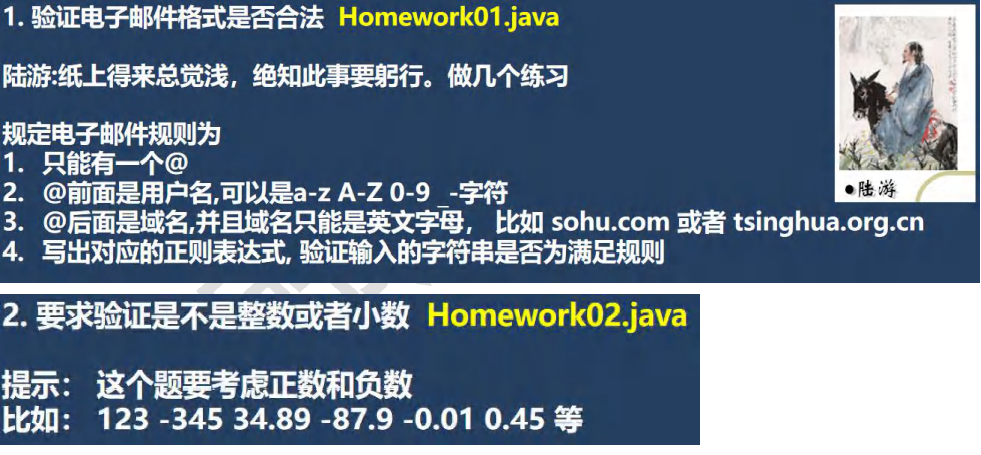 1. 验证电子邮件格式是否合法 Homework01.java
陆游:纸上得来总觉浅，绝知此事要躬行。做几个练习
规定电子邮件规则为
1. 只能有一个@
2. @前面是用户名,可以是a-z A-Z 0-9 _-字符
3. @后面是域名,并且域名只能是英文字母， 比如 sohu.com 或者 tsinghua.org.cn
4. 写出对应的正则表达式, 验证输入的字符串是否为满足规则
●陆游
2. 要求验证是不是整数或者小数 Homework02.java
提示： 这个题要考虑正数和负数
比如： 123 -345 34.89 -87.9 -0.01 0.45 等